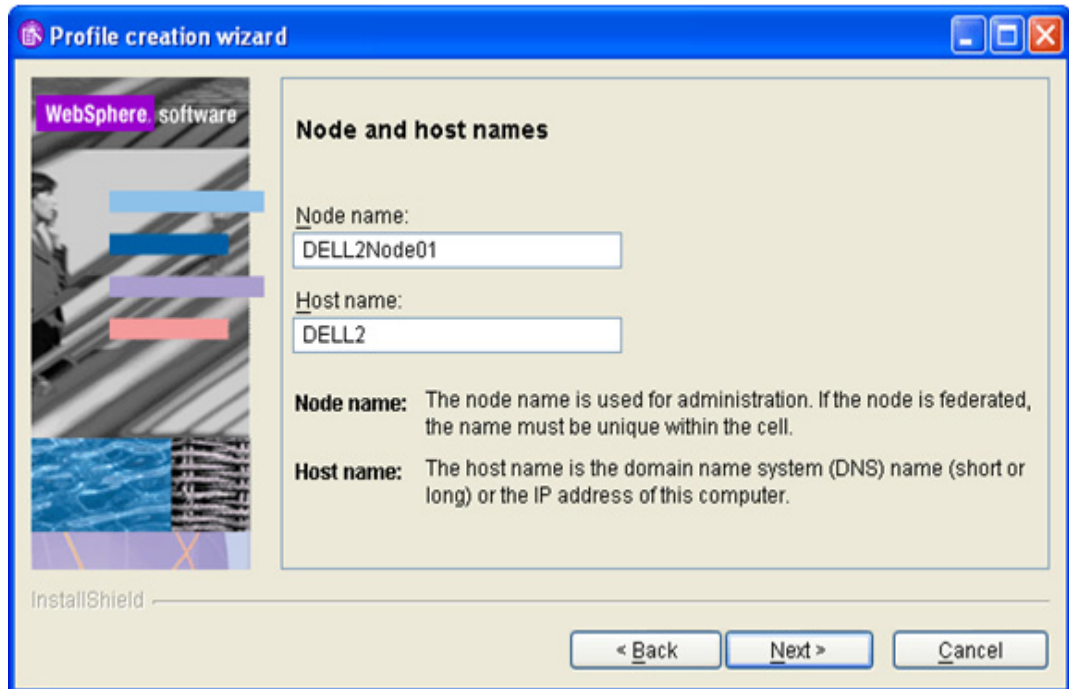 Profile creation wizard
WebSphere. software
Node and host names
Node name:
DELL2Node01
Host name:
DELL2
Node name: The node name is used for administration. If the node is federated,
the name must be unique within the cell.
Host name: The host name is the domain name system (DNS) name (short or
long) or the IP address of this computer.
InstallShield
< Back Next > Cancel